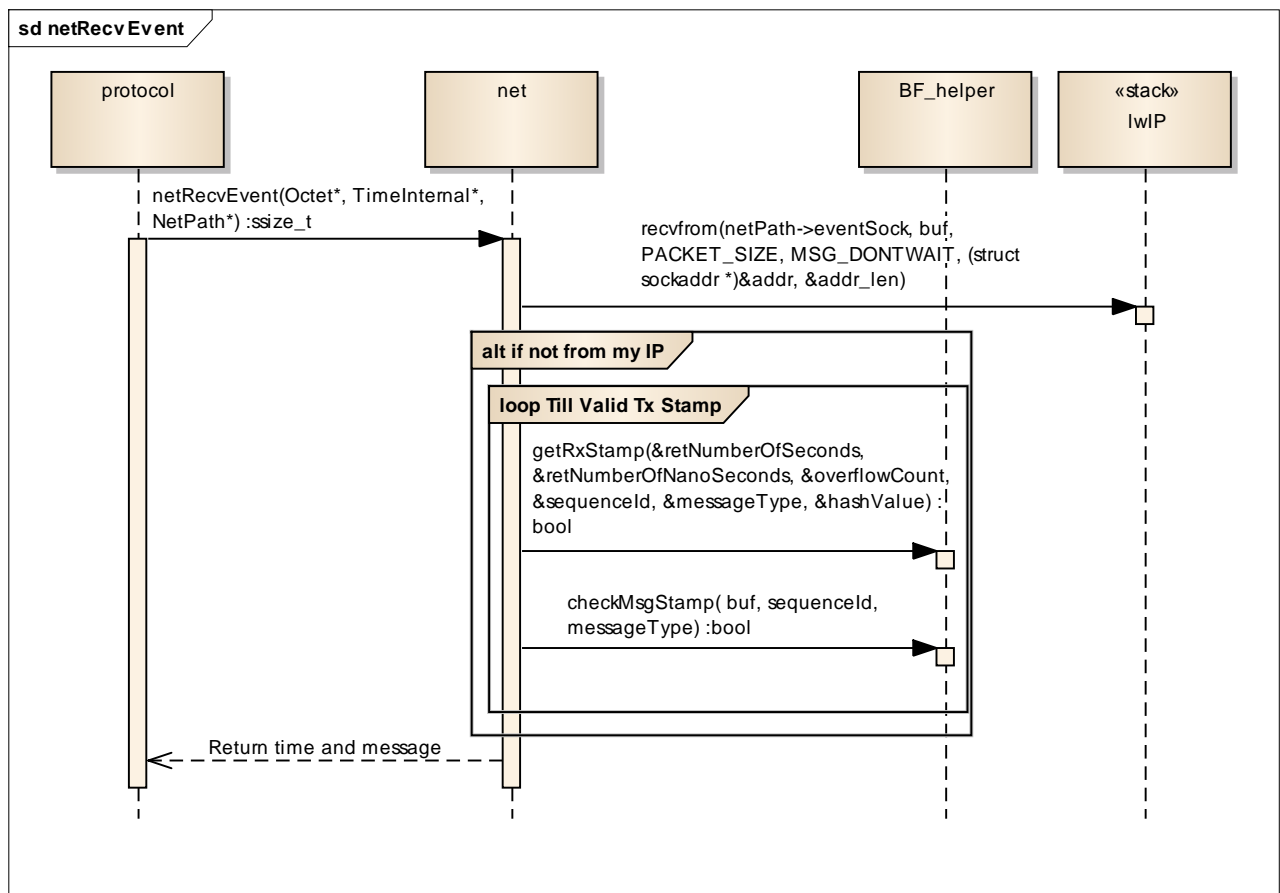 sd netRecvEvent
protocol
net
BF_helper
«stack»
lwIP
netRecvEvent(Octet*, TimeInternal*,
NetPath*) :ssize_t
recvfrom(netPath->eventSock, buf,
PACKET_SIZE, MSG_DONTWAIT, (struct
sockaddr *)&addr, &addr_len)
alt if not from my IP
loop Till Valid Tx Stamp
getRxStamp(&retNumberOfSeconds,
&retNumberOfNanoSeconds, &overflowCount,
&sequenceId, &messageType, &hashValue) :
bool
checkMsgStamp( buf, sequenceId,
messageType) :bool
Return time and message